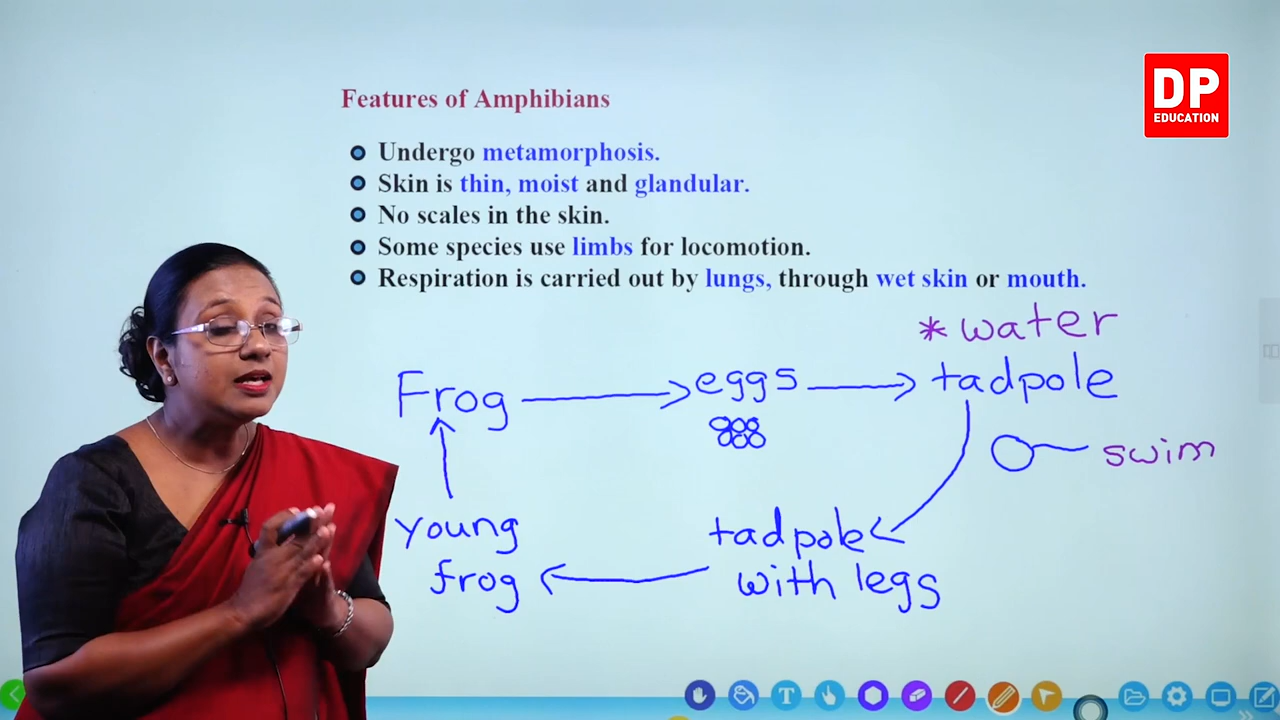 DP
EDUCATION
Features of Amphibians
Undergo metamorphosis.
Skin is thin, moist and glandular.
No scales in the skin.
Some species use limbs for locomotion.
Respiration is carried out by lungs, through wet skin or mouth.
* water
Frog
eggs
tadpole
swim
young
frog
tadpole
with legs
T